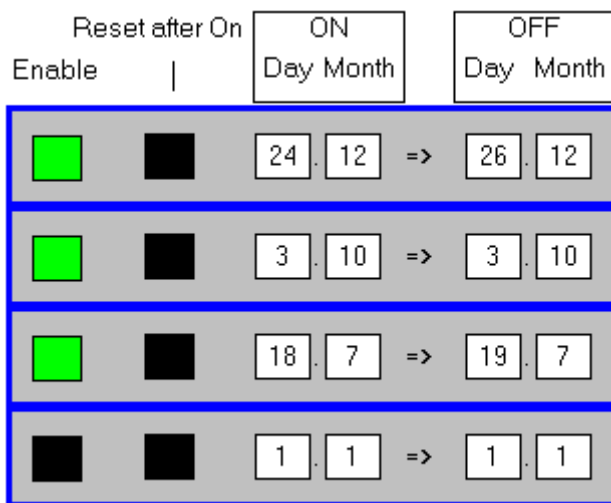 Reset after On ON OFF
Enable | Day Month Day Month
24 . 12 => 26 . 12
3 . 10 => 3 . 10
18 . 7 => 19 . 7
1 . 1 => 1 . 1